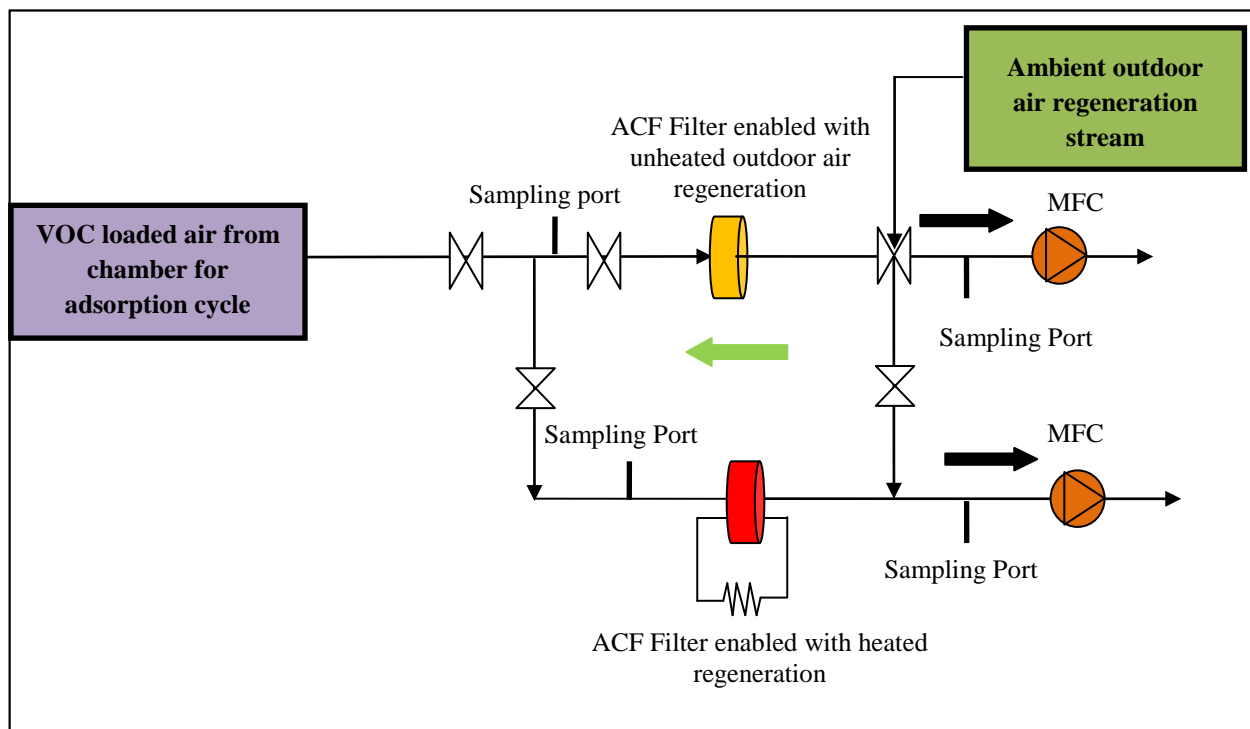 Ambient outdoor
air regeneration
stream
ACF Filter enabled with
unheated outdoor air
regeneration
Sampling port
MFC
VOC loaded air from
chamber for
adsorption cycle
Sampling Port
Sampling Port
MFC
Sampling Port
ACF Filter enabled with heated
regeneration